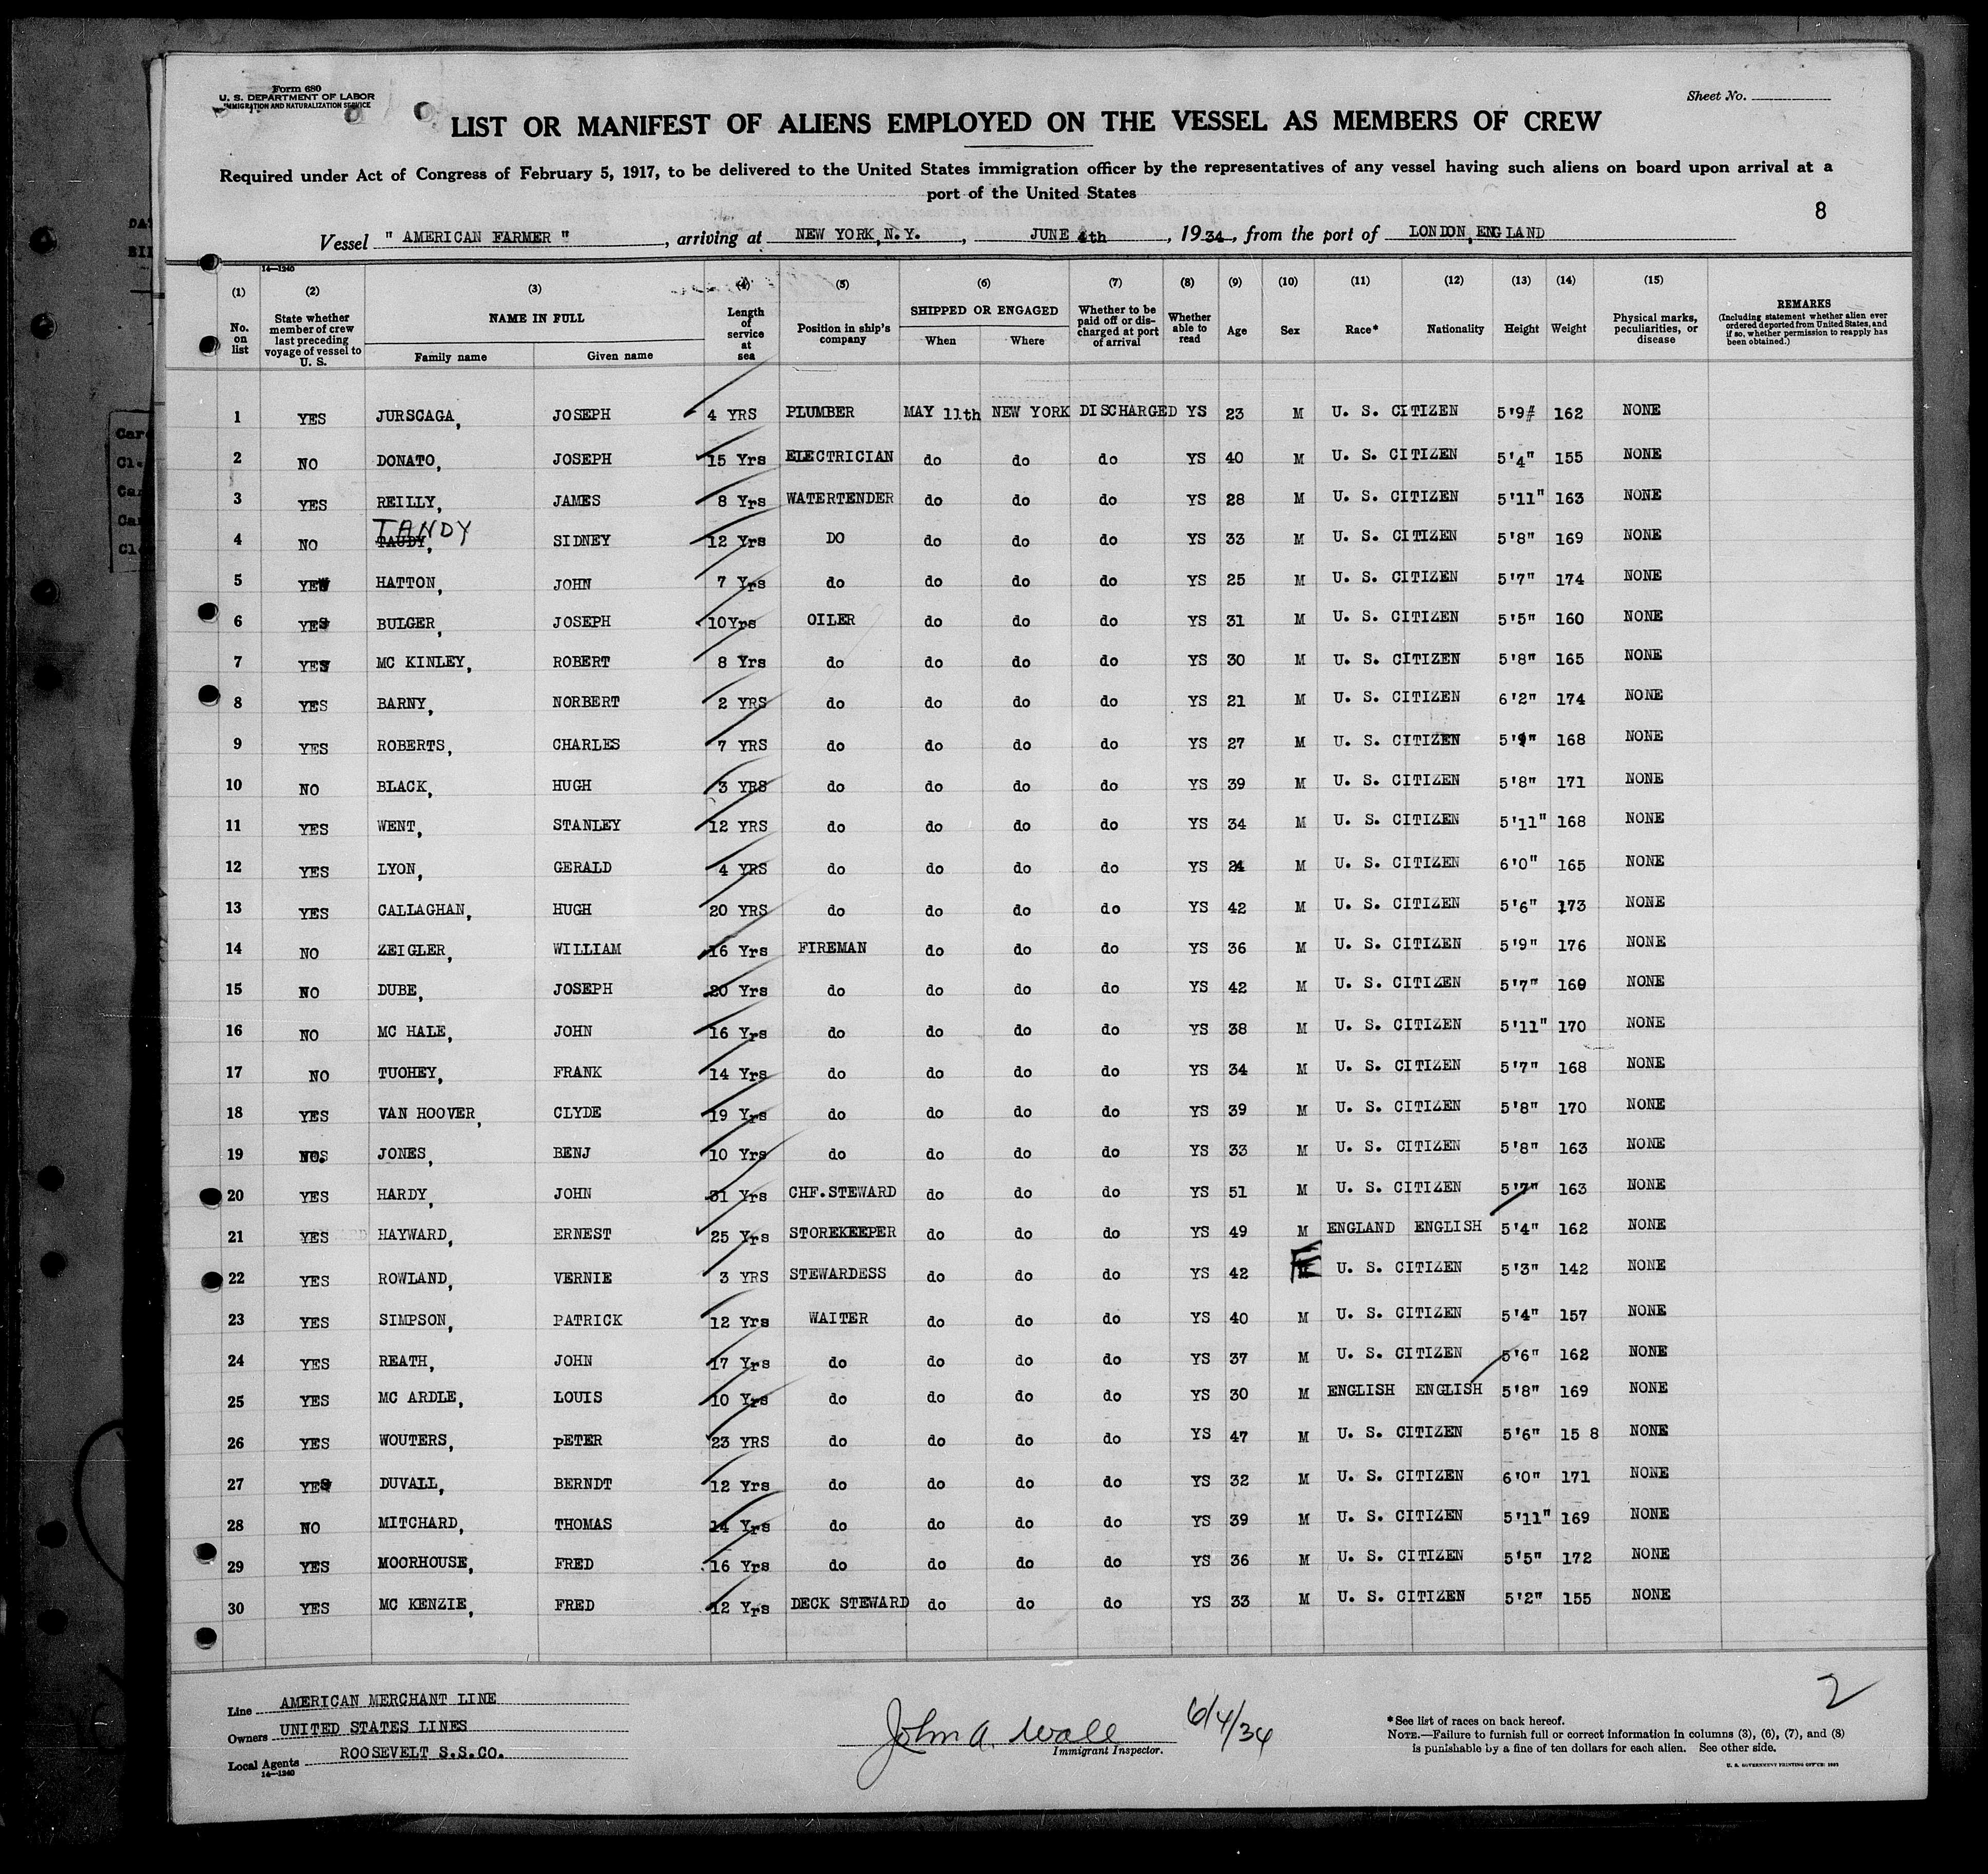 Form 680
U. S. DEPARTMENT OF LABOR
IMMIGRATION AND NATURALIZATION SERVICE
Sheet No.
LIST OR MANIFEST OF ALIENS EMPLOYED ON THE VESSEL AS MEMBERS OF CREW
Required under Act of Congress of February 5, 1917, to be delivered to the United States immigration officer by the representatives of any vessel having such aliens on board upon arrival at a
port of the United States
8
Vessel " AMERICAN FARMER " , arriving at NEW YORK, N.Y. , JUNE 4th , 1934, from the port of LONDON, ENGLAND
14—1240
(1) (2) (3) (4) (5) (6) (7) (8) (9) (10) (11) (12) (13) (14) (15)
No. on list
State whether member of crew last preceding voyage of vessel to U. S.
NAME IN FULL
Family name Given name
Length of service at sea
Position in ship's company
SHIPPED OR ENGAGED
When Where
Whether to be paid off or discharged at port of arrival
Whether able to read
Age Sex Race* Nationality Height Weight
Physical marks, peculiarities, or disease
REMARKS
(Including statement whether alien ever ordered deported from United States, and if so, whether permission to reapply has been obtained.)
1 YES JURSCAGA, JOSEPH 4 YRS PLUMBER MAY 11th NEW YORK DISCHARGED YS 23 M U. S. CITIZEN 5'9" 162 NONE
2 NO DONATO, JOSEPH 15 Yrs ELECTRICIAN do do do YS 40 M U. S. CITIZEN 5'4" 155 NONE
3 YES REILLY, JAMES 8 Yrs WATERTENDER do do do YS 28 M U. S. CITIZEN 5'11" 163 NONE
TANDY
4 NO TAUDY, SIDNEY 12 Yrs DO do do do YS 33 M U. S. CITIZEN 5'8" 169 NONE
5 YES HATTON, JOHN 7 Yrs do do do do YS 25 M U. S. CITIZEN 5'7" 174 NONE
6 YES BULGER, JOSEPH 10Yrs OILER do do do YS 31 M U. S. CITIZEN 5'5" 160 NONE
7 YES MC KINLEY, ROBERT 8 Yrs do do do do YS 30 M U. S. CITIZEN 5'8" 165 NONE
8 YES BARNY, NORBERT 2 YRS do do do do YS 21 M U. S. CITIZEN 6'2" 174 NONE
9 YES ROBERTS, CHARLES 7 YRS do do do do YS 27 M U. S. CITIZEN 5'9" 168 NONE
10 NO BLACK, HUGH 3 YRS do do do do YS 39 M U. S. CITIZEN 5'8" 171 NONE
11 YES WENT, STANLEY 12 YRS do do do do YS 34 M U. S. CITIZEN 5'11" 168 NONE
12 YES LYON, GERALD 4 YRS do do do do YS 24 M U. S. CITIZEN 6'0" 165 NONE
13 YES CALLAGHAN, HUGH 20 YRS do do do do YS 42 M U. S. CITIZEN 5'6" 173 NONE
14 NO ZEIGLER, WILLIAM 16 Yrs FIREMAN do do do YS 36 M U. S. CITIZEN 5'9" 176 NONE
15 NO DUBE, JOSEPH 20 Yrs do do do do YS 42 M U. S. CITIZEN 5'7" 169 NONE
16 NO MC HALE, JOHN 16 Yrs do do do do YS 38 M U. S. CITIZEN 5'11" 170 NONE
17 NO TUOHEY, FRANK 14 Yrs do do do do YS 34 M U. S. CITIZEN 5'7" 168 NONE
18 YES VAN HOOVER, CLYDE 19 Yrs do do do do YS 39 M U. S. CITIZEN 5'8" 170 NONE
19 NO. JONES, BENJ 10 Yrs do do do do YS 33 M U. S. CITIZEN 5'8" 163 NONE
20 YES HARDY, JOHN 31 Yrs CHF.STEWARD do do do YS 51 M U. S. CITIZEN 5'7" 163 NONE
21 YES HAYWARD, ERNEST 25 Yrs STOREKEEPER do do do YS 49 M ENGLAND ENGLISH 5'4" 162 NONE
22 YES ROWLAND, VERNIE 3 YRS STEWARDESS do do do YS 42 F U. S. CITIZEN 5'3" 142 NONE
23 YES SIMPSON, PATRICK 12 Yrs WAITER do do do YS 40 M U. S. CITIZEN 5'4" 157 NONE
24 YES REATH, JOHN 17 Yrs do do do do YS 37 M U. S. CITIZEN 5'6" 162 NONE
25 YES MC ARDLE, LOUIS 10 Yrs do do do do YS 30 M ENGLISH ENGLISH 5'8" 169 NONE
26 YES WOUTERS, pETER 23 YRS do do do do YS 47 M U. S. CITIZEN 5'6" 15 8 NONE
27 YES DUVALL, BERNDT 12 Yrs do do do do YS 32 M U. S. CITIZEN 6'0" 171 NONE
28 NO MITCHARD, THOMAS 14 Yrs do do do do YS 39 M U. S. CITIZEN 5'11" 169 NONE
29 YES MOORHOUSE, FRED 16 Yrs do do do do YS 36 M U. S. CITIZEN 5'5" 172 NONE
30 YES MC KENZIE, FRED 12 Yrs DECK STEWARD do do do YS 33 M U. S. CITIZEN 5'2" 155 NONE
2
Line AMERICAN MERCHANT LINE
Owners UNITED STATES LINES
Local Agents ROOSEVELT S.S.CO.
14—1240
John A. Wall 6/4/34
Immigrant Inspector.
*See list of races on back hereof.
NOTE.—Failure to furnish full or correct information in columns (3), (6), (7), and (8)
is punishable by a fine of ten dollars for each alien. See other side.
U. S. GOVERNMENT PRINTING OFFICE: